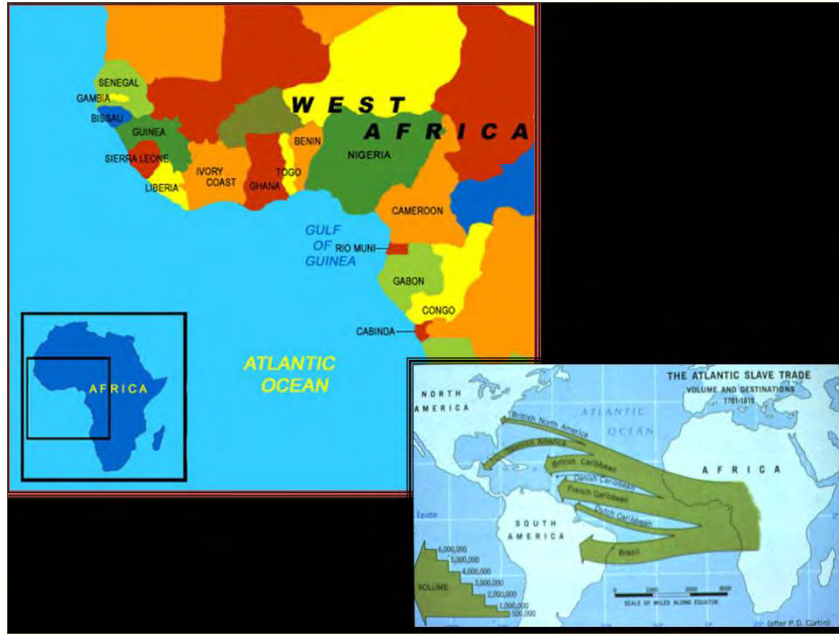 WEST
AFRICA
SENEGAL
GAMBIA
BISSAU
GUINEA
SIERRA LEONE
LIBERIA
IVORY
COAST
GHANA
TOGO
BENIN
NIGERIA
CAMEROON
GULF
OF
GUINEA
RIO MUNI
GABON
CONGO
CABINDA
ATLANTIC
OCEAN
AFRICA
THE ATLANTIC SLAVE TRADE
VOLUME AND DESTINATIONS
1701-1810
NORTH
AMERICA
ATLANTIC
OCEAN
AFRICA
British North America
Spanish America
British Caribbean
Danish Caribbean
French Caribbean
Dutch Caribbean
Brazil
Equator
SOUTH
AMERICA
VOLUME
6,000,000
5,000,000
4,000,000
3,000,000
2,000,000
1,000,000
500,000
SCALE OF MILES ALONG EQUATOR
(after P.D. Curtin)